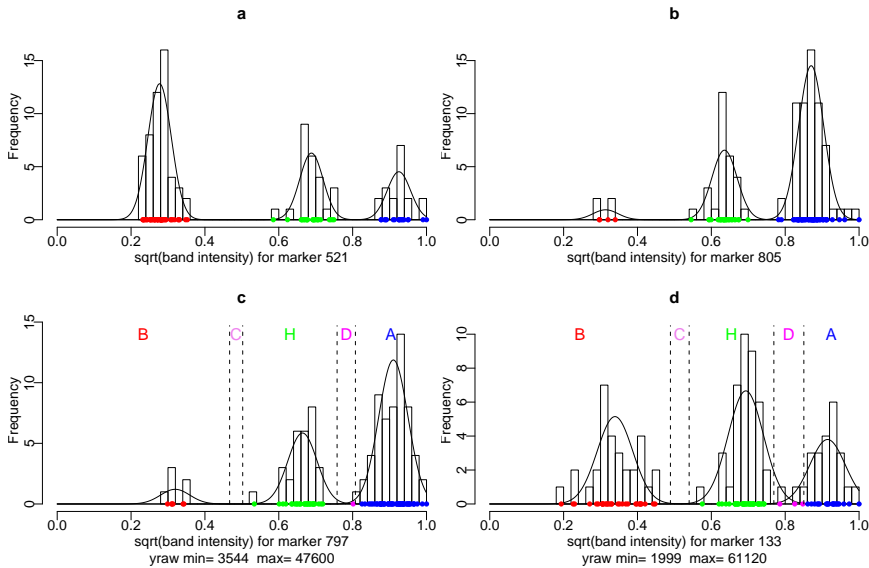 a
Frequency
0 5 10 15
0.0 0.2 0.4 0.6 0.8 1.0
sqrt(band intensity) for marker 521
b
Frequency
0 5 10 15
0.0 0.2 0.4 0.6 0.8 1.0
sqrt(band intensity) for marker 805
c
B C H D A
Frequency
0 5 10 15
0.0 0.2 0.4 0.6 0.8 1.0
sqrt(band intensity) for marker 797
yraw min= 3544 max= 47600
d
B C H D A
Frequency
0 2 4 6 8 10
0.0 0.2 0.4 0.6 0.8 1.0
sqrt(band intensity) for marker 133
yraw min= 1999 max= 61120